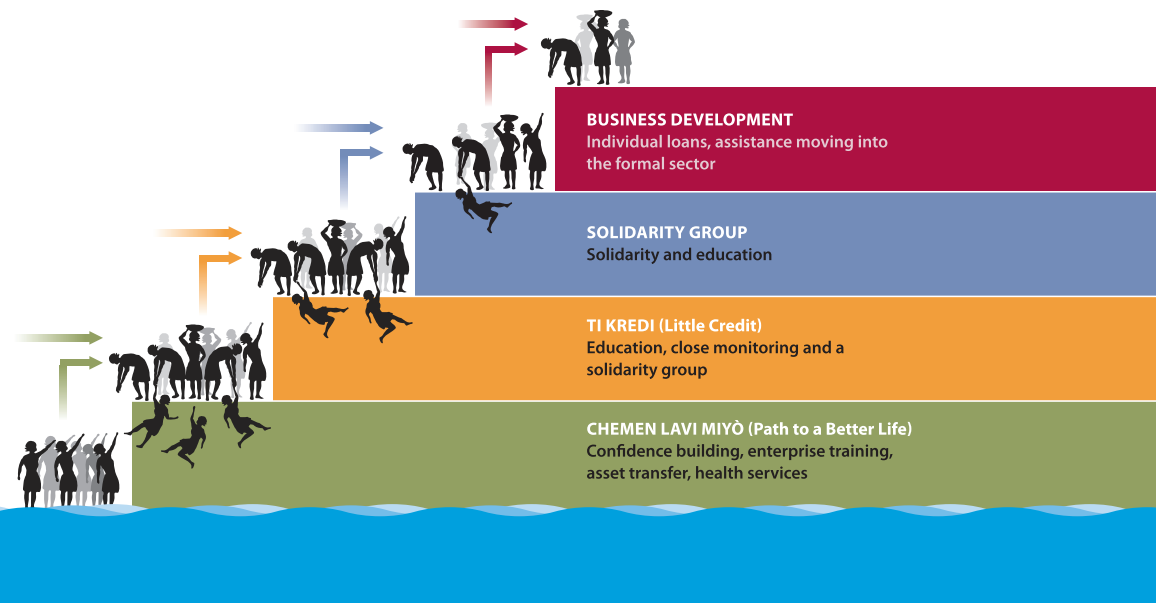 BUSINESS DEVELOPMENT
Individual loans, assistance moving into
the formal sector
SOLIDARITY GROUP
Solidarity and education
TI KREDI (Little Credit)
Education, close monitoring and a
solidarity group
CHEMEN LAVI MIYÒ (Path to a Better Life)
Confidence building, enterprise training,
asset transfer, health services